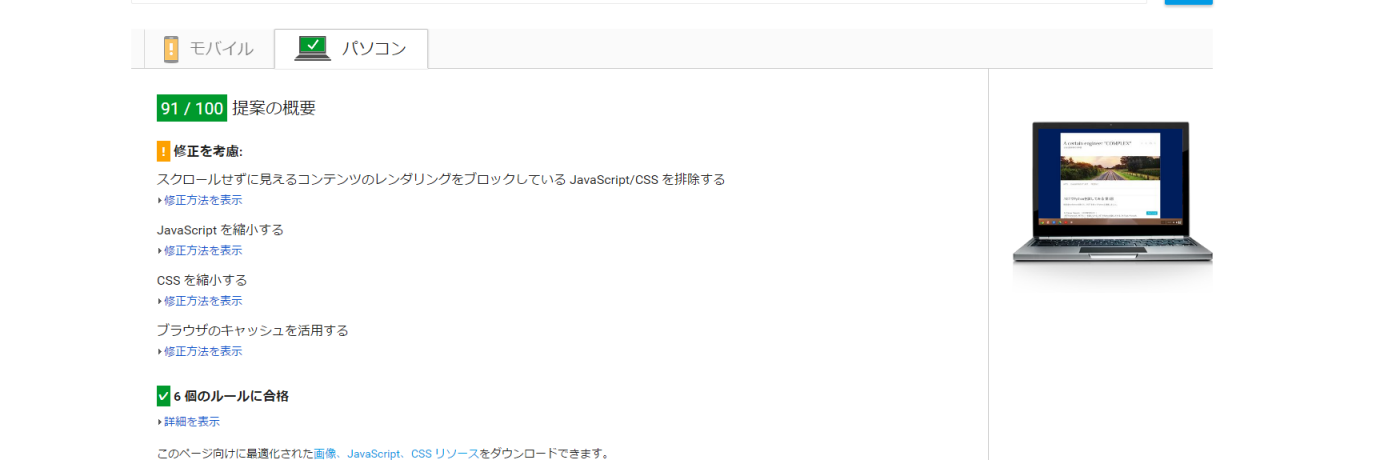 モバイル
パソコン
91 / 100 提案の概要
! 修正を考慮:
スクロールせずに見えるコンテンツのレンダリングをブロックしている JavaScript/CSS を排除する
修正方法を表示
JavaScript を縮小する
修正方法を表示
CSS を縮小する
修正方法を表示
ブラウザのキャッシュを活用する
修正方法を表示
6 個のルールに合格
詳細を表示
このページ向けに最適化された画像、JavaScript、CSS リソースをダウンロードできます。
A certain engineer "COMPLEX"